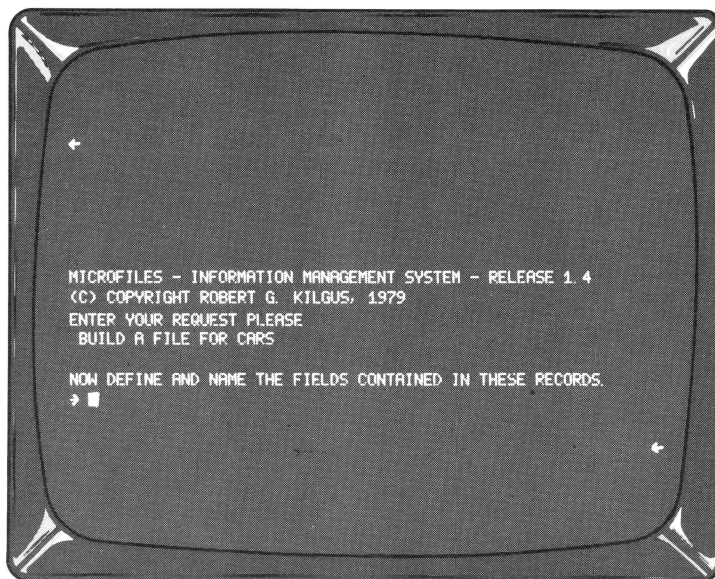 ←
MICROFILES - INFORMATION MANAGEMENT SYSTEM - RELEASE 1.4
(C) COPYRIGHT ROBERT G. KILGUS, 1979
ENTER YOUR REQUEST PLEASE
BUILD A FILE FOR CARS
NOW DEFINE AND NAME THE FIELDS CONTAINED IN THESE RECORDS.
→ █
←